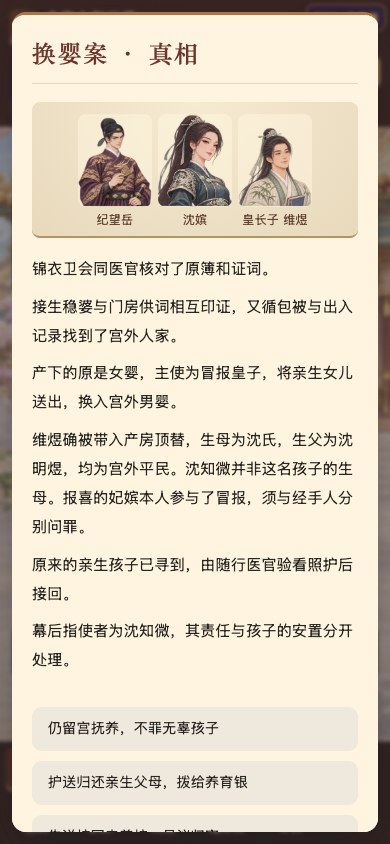 换婴案 · 真相
纪望岳
沈嫔
皇长子 维煜
锦衣卫会同医官核对了原簿和证词。
接生稳婆与门房供词相互印证，又循包被与出入
记录找到了宫外人家。
产下的原是女婴，主使为冒报皇子，将亲生女儿
送出，换入宫外男婴。
维煜确被带入产房顶替，生母为沈氏，生父为沈
明煜，均为宫外平民。沈知微并非这名孩子的生
母。报喜的妃嫔本人参与了冒报，须与经手人分
别问罪。
原来的亲生孩子已寻到，由随行医官验看照护后
接回。
幕后指使者为沈知微，其责任与孩子的安置分开
处理。
仍留宫抚养，不罪无辜孩子
护送归还亲生父母，拨给养育银